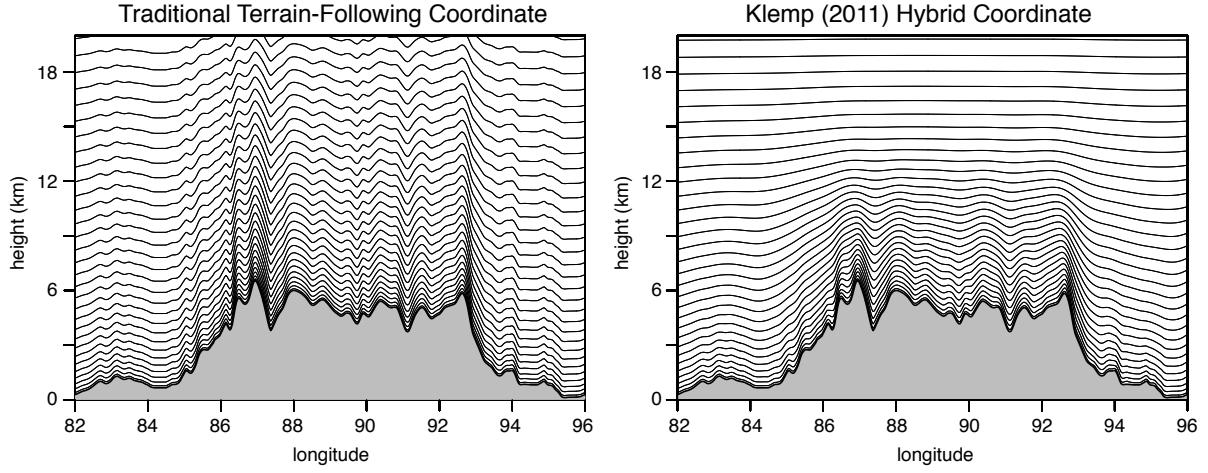 Traditional Terrain-Following Coordinate
18
12
6
0
height (km)
82 84 86 88 90 92 94 96
longitude
Klemp (2011) Hybrid Coordinate
18
12
6
0
height (km)
82 84 86 88 90 92 94 96
longitude